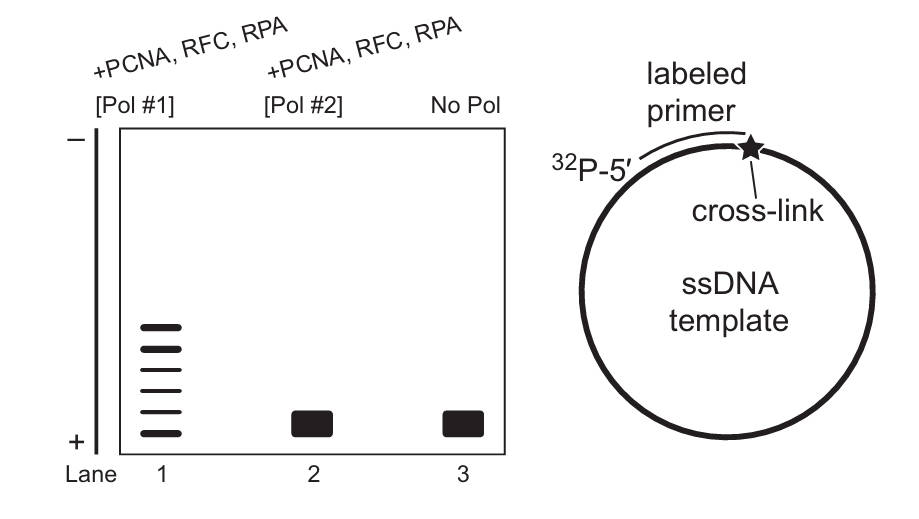 +PCNA, RFC, RPA
+PCNA, RFC, RPA
[Pol #1]
[Pol #2]
No Pol
−
+
Lane 1 2 3
labeled
primer
³²P-5′
cross-link
ssDNA
template